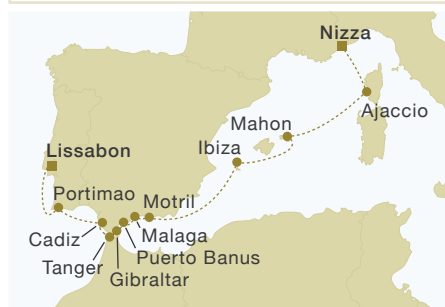 Nizza
Ajaccio
Mahon
Ibiza
Lissabon
Portimao
Motril
Cadiz
Malaga
Puerto Banus
Tanger
Gibraltar